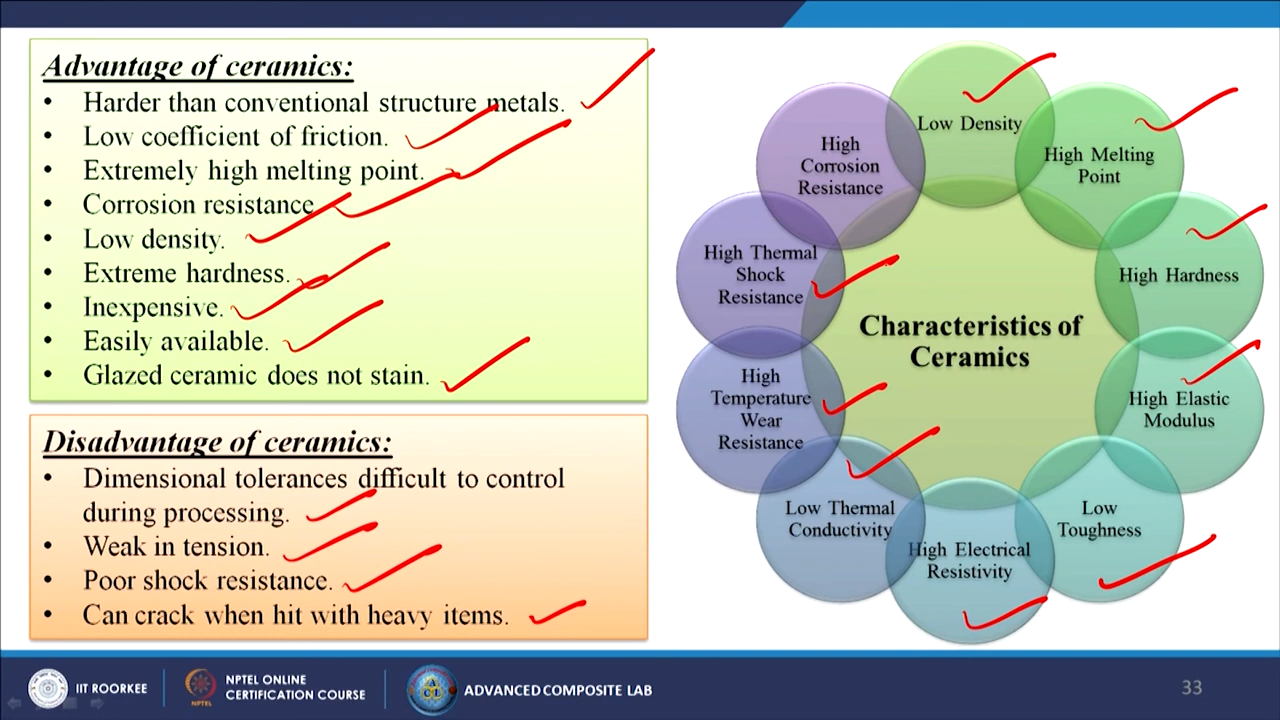 Advantage of ceramics:
• Harder than conventional structure metals.
• Low coefficient of friction.
• Extremely high melting point.
• Corrosion resistance
• Low density.
• Extreme hardness.
• Inexpensive.
• Easily available.
• Glazed ceramic does not stain.
Disadvantage of ceramics:
• Dimensional tolerances difficult to control
during processing.
• Weak in tension.
• Poor shock resistance.
• Can crack when hit with heavy items.
Characteristics of
Ceramics
Low Density
High Melting
Point
High Hardness
High Elastic
Modulus
Low
Toughness
High Electrical
Resistivity
Low Thermal
Conductivity
High
Temperature
Wear
Resistance
High Thermal
Shock
Resistance
High
Corrosion
Resistance
IIT ROORKEE
NPTEL
NPTEL ONLINE
CERTIFICATION COURSE
ACL
ADVANCED COMPOSITE LAB
33